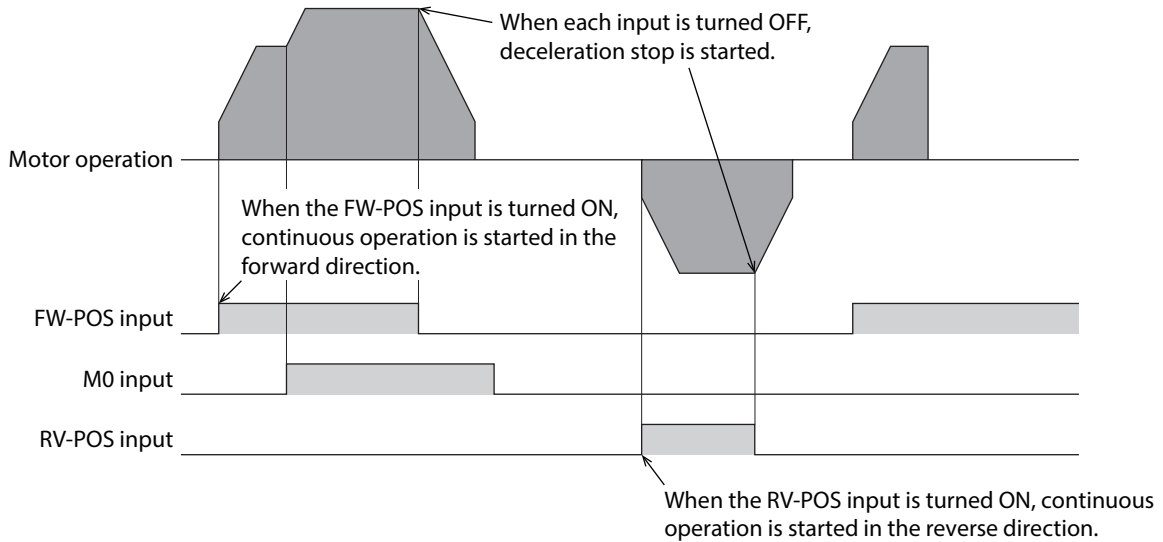 When each input is turned OFF,
deceleration stop is started.
Motor operation
When the FW-POS input is turned ON,
continuous operation is started in the
forward direction.
FW-POS input
M0 input
RV-POS input
When the RV-POS input is turned ON, continuous
operation is started in the reverse direction.